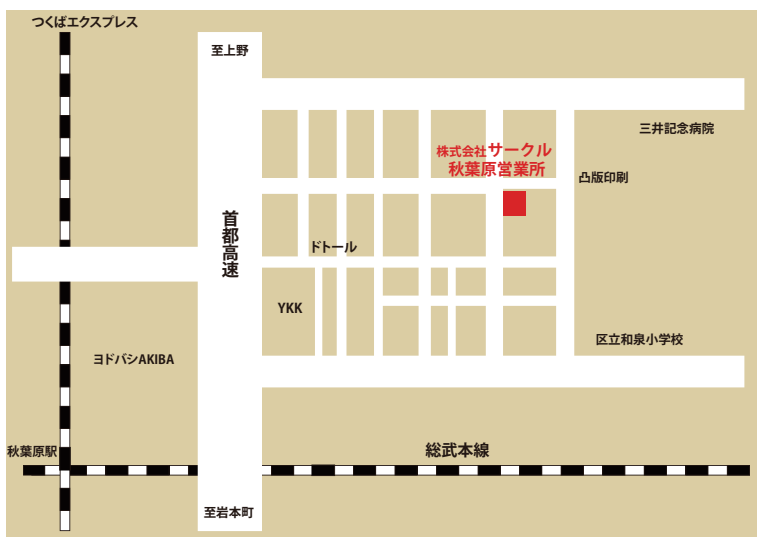 つくばエクスプレス
至上野
三井記念病院
株式会社サークル
秋葉原営業所
凸版印刷
首都高速
ドトール
YKK
区立和泉小学校
ヨドバシAKIBA
秋葉原駅
総武本線
至岩本町